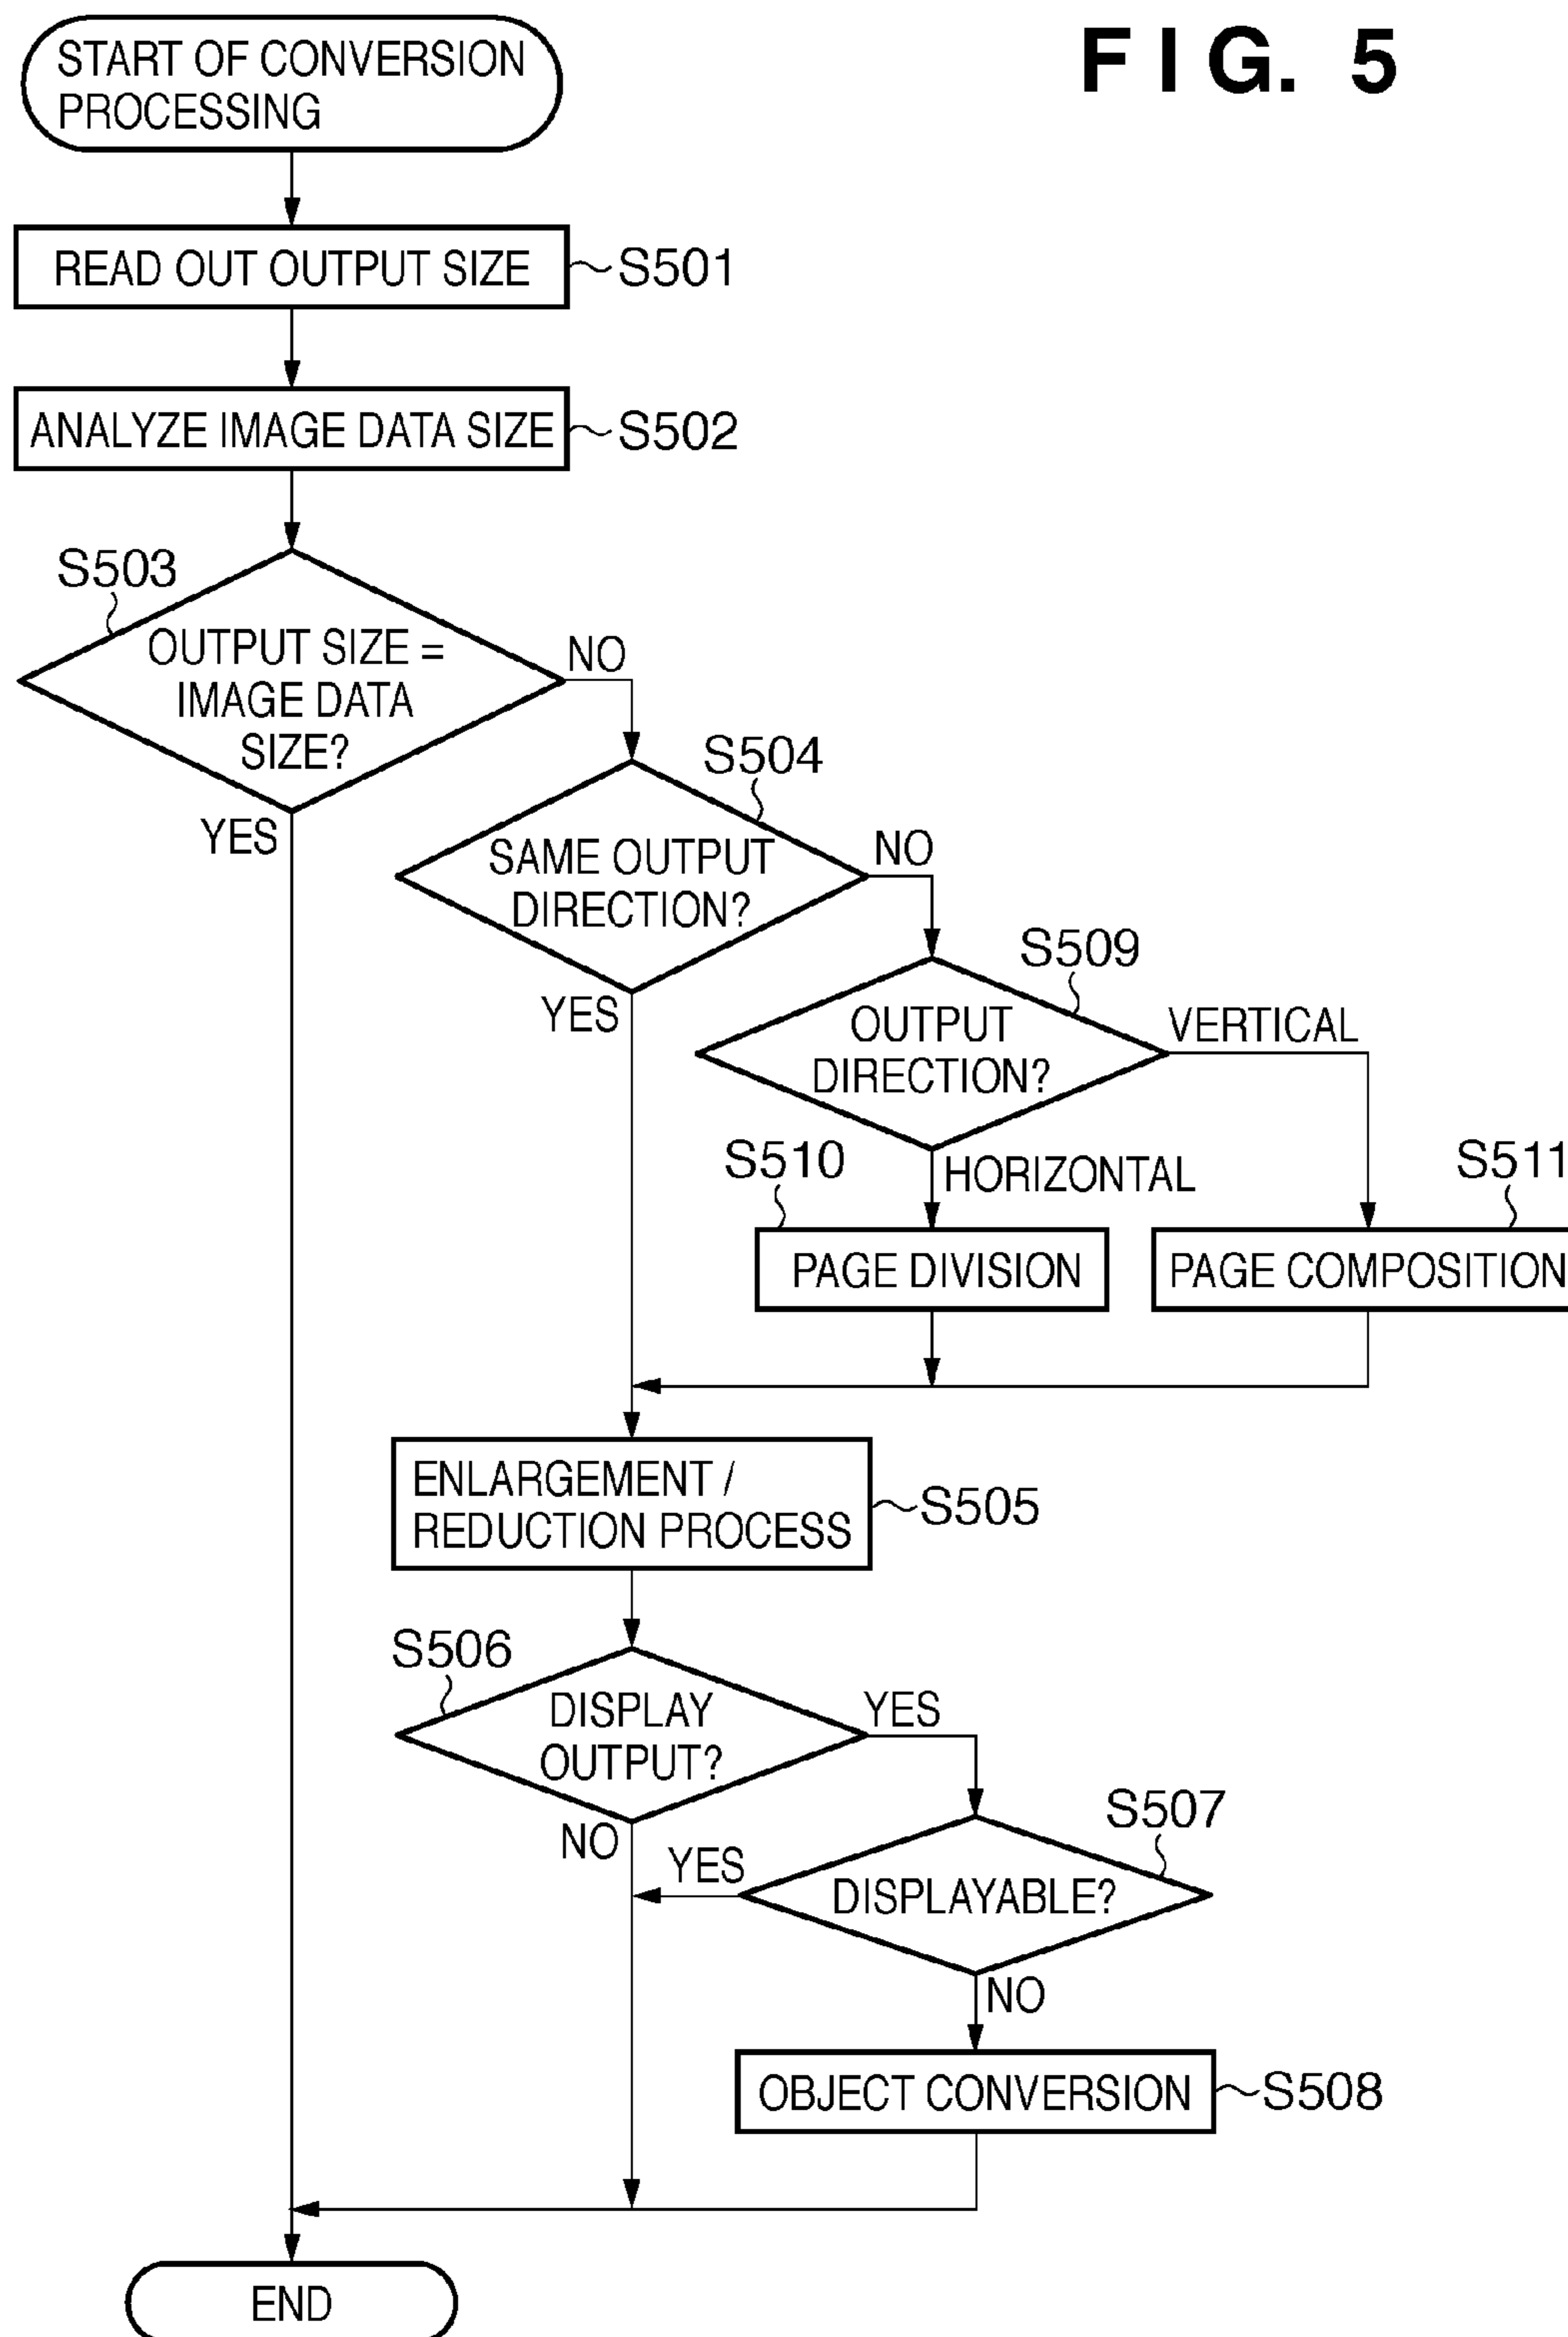 FIG. 5
START OF CONVERSION
PROCESSING
READ OUT OUTPUT SIZE
S501
ANALYZE IMAGE DATA SIZE
S502
S503
OUTPUT SIZE =
IMAGE DATA
SIZE?
NO
YES
S504
SAME OUTPUT
DIRECTION?
NO
YES
S509
OUTPUT
DIRECTION?
VERTICAL
HORIZONTAL
S510
PAGE DIVISION
S511
PAGE COMPOSITION
ENLARGEMENT /
REDUCTION PROCESS
S505
S506
DISPLAY
OUTPUT?
YES
NO
S507
DISPLAYABLE?
YES
NO
OBJECT CONVERSION
S508
END